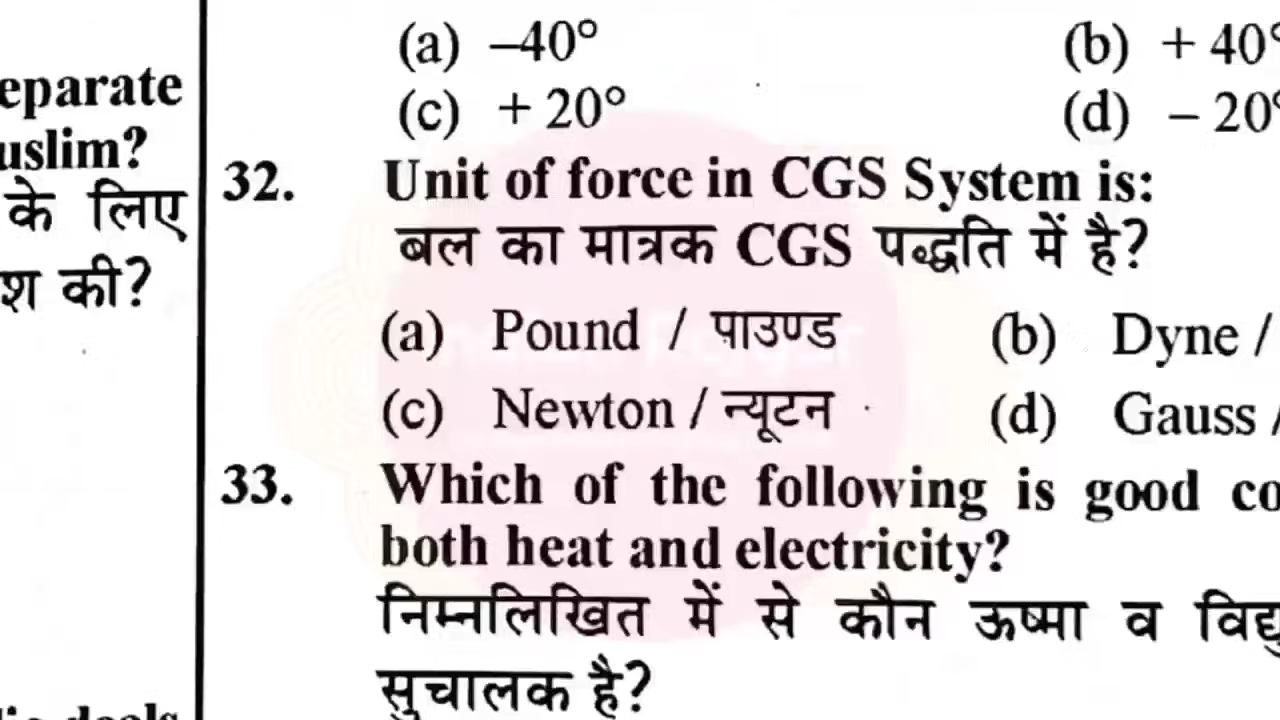 eparate
uslim?
के लिए
श की?
(a) –40° (b) + 40°
(c) + 20° (d) – 20°
32. Unit of force in CGS System is:
बल का मात्रक CGS पद्धति में है?
(a) Pound / पाउण्ड (b) Dyne /
(c) Newton / न्यूटन (d) Gauss /
33. Which of the following is good co
both heat and electricity?
निम्नलिखित में से कौन ऊष्मा व विद्यु
सुचालक है?